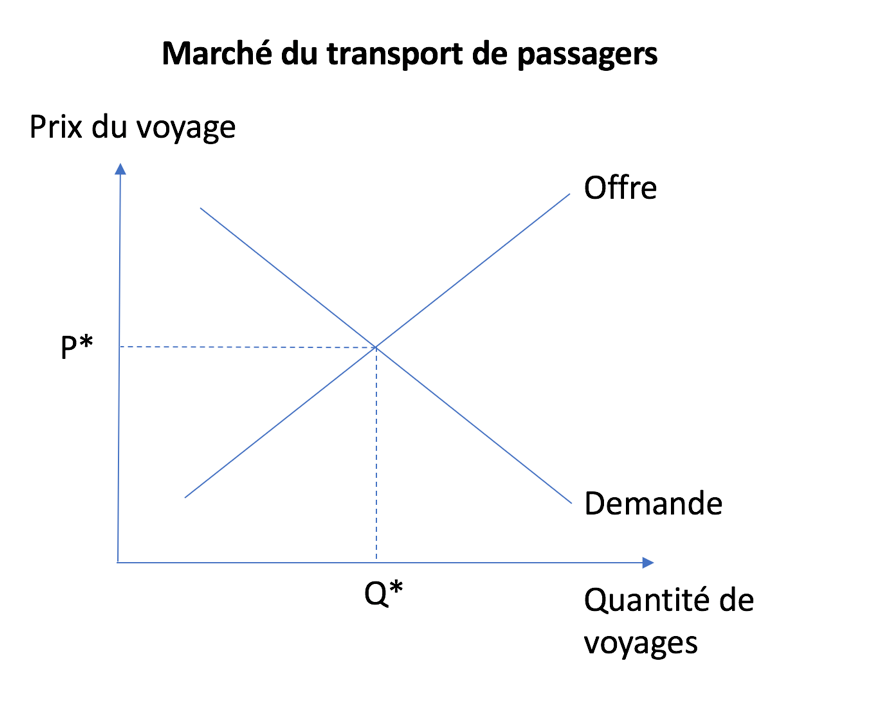 Marché du transport de passagers
Prix du voyage
Offre
P*
Demande
Q*
Quantité de
voyages